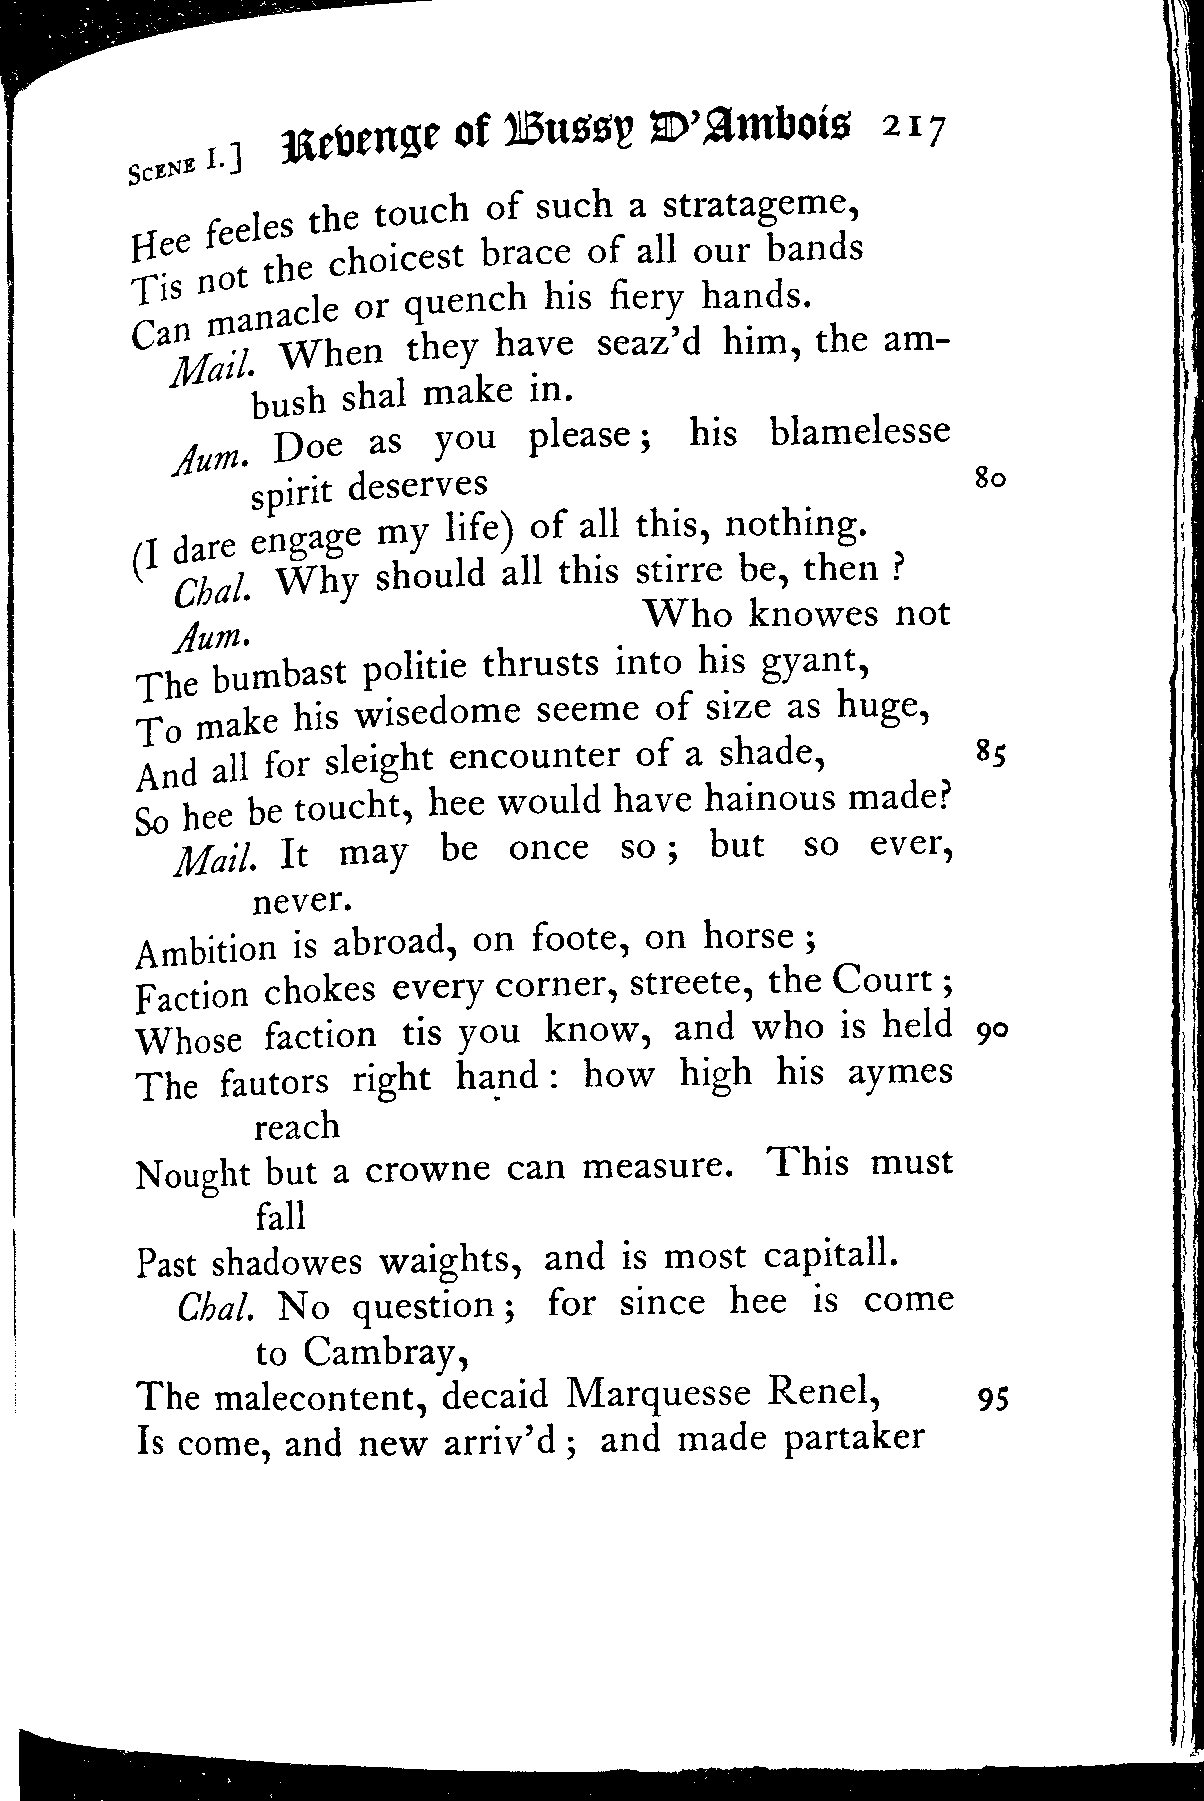 SCENE I.] Revenge of Bussy D'Ambois 217
Hee feeles the touch of such a stratageme,
Tis not the choicest brace of all our bands
Can manacle or quench his fiery hands.
Mail. When they have seaz'd him, the am-
bush shal make in.
Aum. Doe as you please; his blamelesse
spirit deserves 80
(I dare engage my life) of all this, nothing.
Chal. Why should all this stirre be, then ?
Aum. Who knowes not
The bumbast politie thrusts into his gyant,
To make his wisedome seeme of size as huge,
And all for sleight encounter of a shade, 85
So hee be toucht, hee would have hainous made?
Mail. It may be once so; but so ever,
never.
Ambition is abroad, on foote, on horse;
Faction chokes every corner, streete, the Court;
Whose faction tis you know, and who is held 90
The fautors right hand: how high his aymes
reach
Nought but a crowne can measure. This must
fall
Past shadowes waights, and is most capitall.
Chal. No question; for since hee is come
to Cambray,
The malecontent, decaid Marquesse Renel, 95
Is come, and new arriv'd; and made partaker